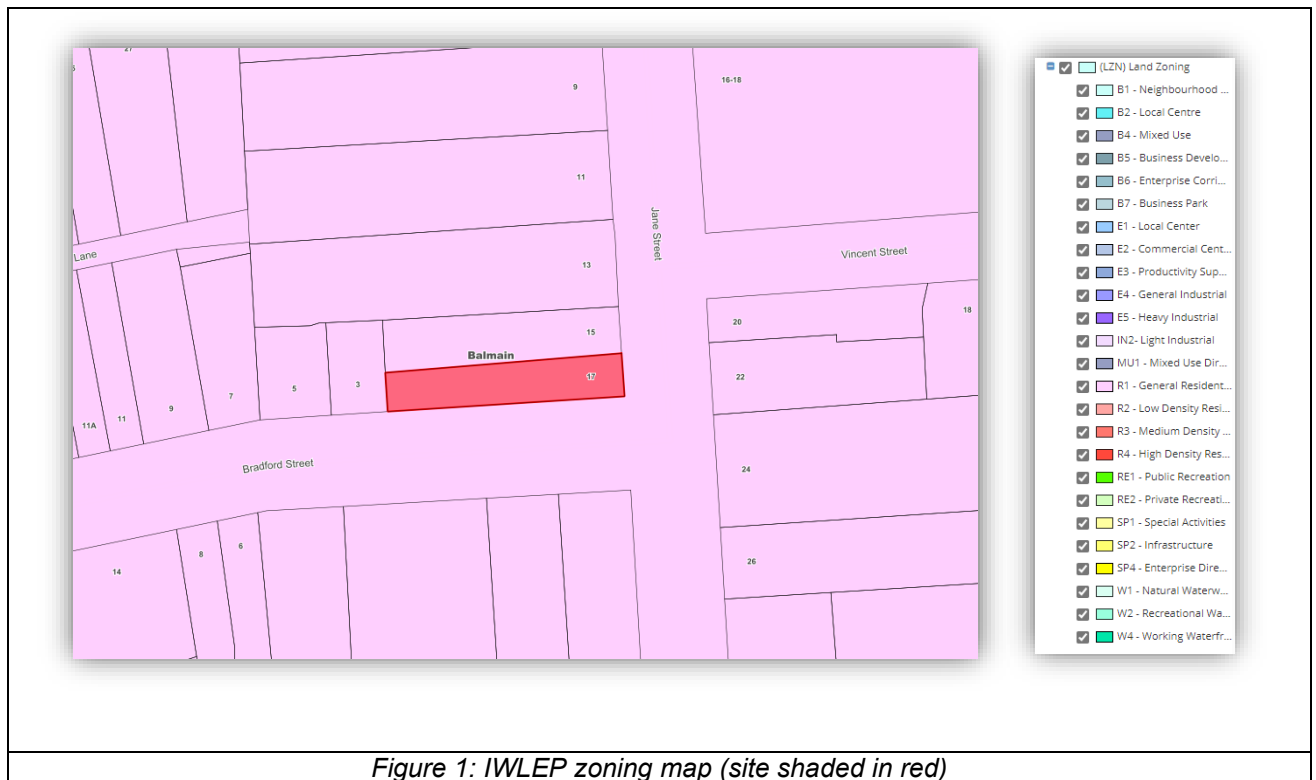 27
9
16-18
11
Jane Street
Lane
13
Vincent Street
15
20
18
Balmain
5
3
17
22
7
9
11
11A
Bradford Street
24
8
6
14
26
(LZN) Land Zoning
B1 - Neighbourhood ...
B2 - Local Centre
B4 - Mixed Use
B5 - Business Develo...
B6 - Enterprise Corri...
B7 - Business Park
E1 - Local Center
E2 - Commercial Cent...
E3 - Productivity Sup...
E4 - General Industrial
E5 - Heavy Industrial
IN2- Light Industrial
MU1 - Mixed Use Dir...
R1 - General Resident...
R2 - Low Density Resi...
R3 - Medium Density ...
R4 - High Density Res...
RE1 - Public Recreation
RE2 - Private Recreati...
SP1 - Special Activities
SP2 - Infrastructure
SP4 - Enterprise Dire...
W1 - Natural Waterw...
W2 - Recreational Wa...
W4 - Working Waterfr...
Figure 1: IWLEP zoning map (site shaded in red)